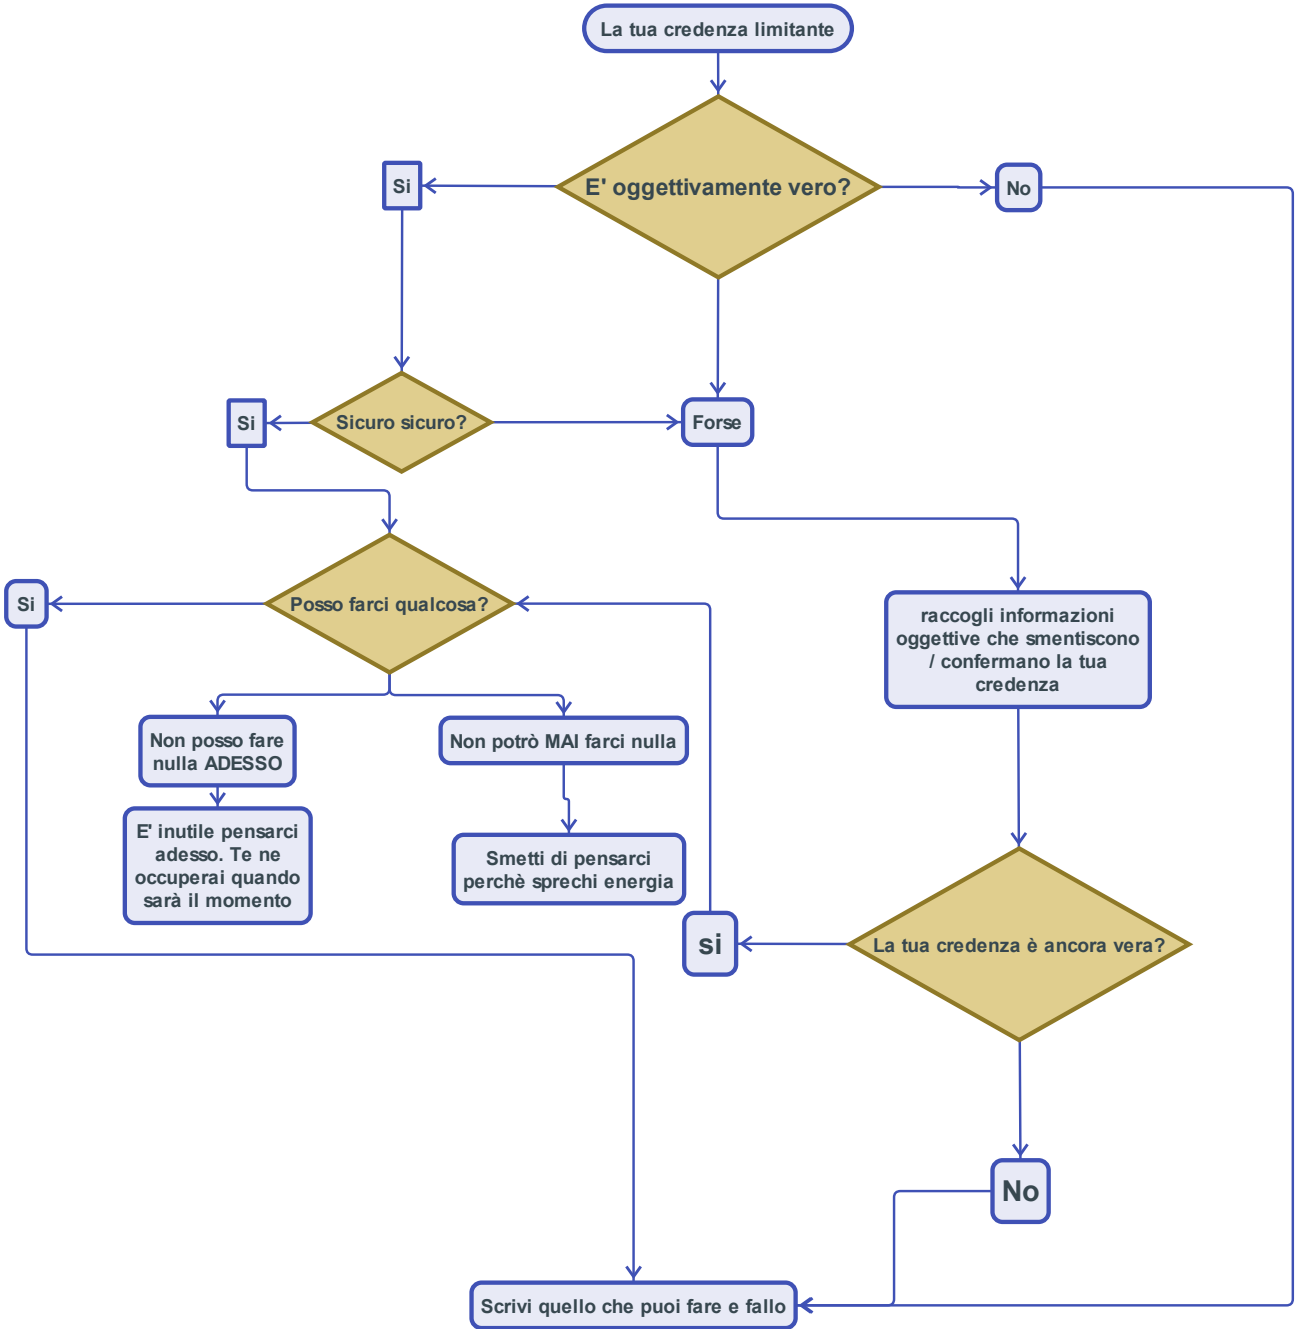 La tua credenza limitante
E' oggettivamente vero?
Si
No
Sicuro sicuro?
Si
Forse
Posso farci qualcosa?
Si
raccogli informazioni
oggettive che smentiscono
/ confermano la tua
credenza
Non posso fare
nulla ADESSO
Non potrò MAI farci nulla
E' inutile pensarci
adesso. Te ne
occuperai quando
sarà il momento
Smetti di pensarci
perchè sprechi energia
si
La tua credenza è ancora vera?
No
Scrivi quello che puoi fare e fallo